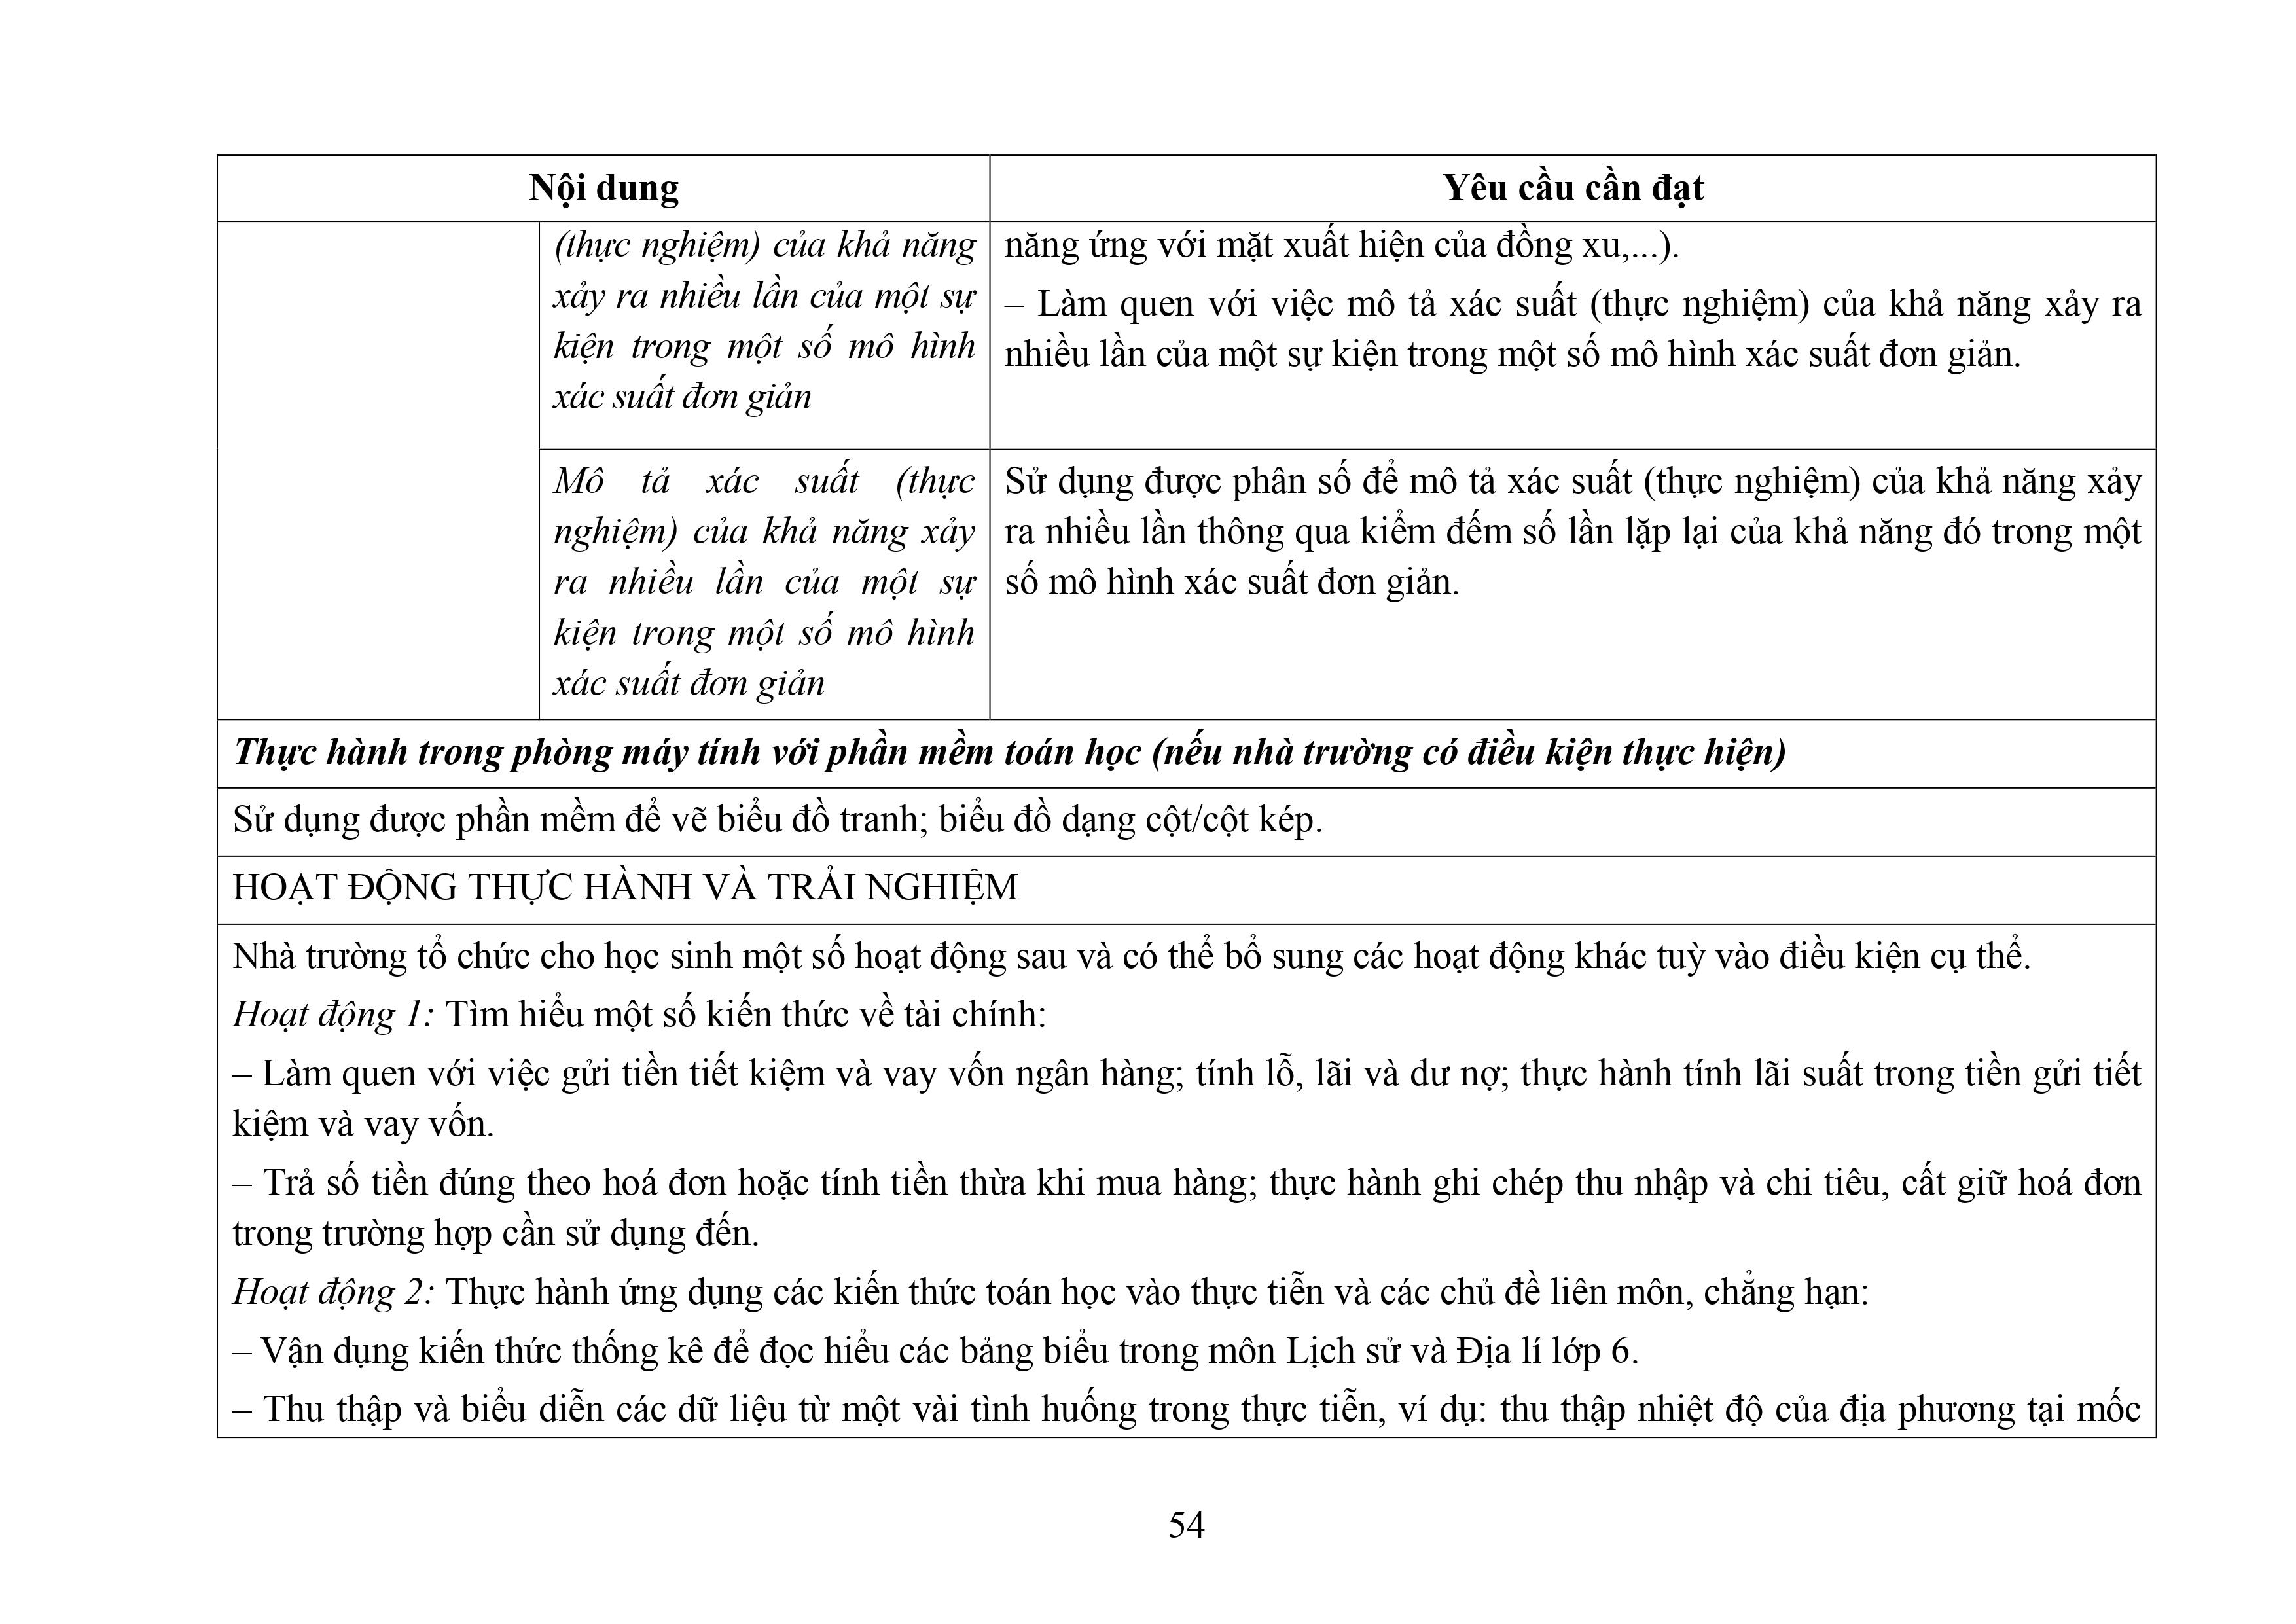 Nội dung
Yêu cầu cần đạt
(thực nghiệm) của khả năng
xảy ra nhiều lần của một sự
kiện trong một số mô hình
xác suất đơn giản
năng ứng với mặt xuất hiện của đồng xu,...).
– Làm quen với việc mô tả xác suất (thực nghiệm) của khả năng xảy ra
nhiều lần của một sự kiện trong một số mô hình xác suất đơn giản.
Mô tả xác suất (thực
nghiệm) của khả năng xảy
ra nhiều lần của một sự
kiện trong một số mô hình
xác suất đơn giản
Sử dụng được phân số để mô tả xác suất (thực nghiệm) của khả năng xảy
ra nhiều lần thông qua kiểm đếm số lần lặp lại của khả năng đó trong một
số mô hình xác suất đơn giản.
Thực hành trong phòng máy tính với phần mềm toán học (nếu nhà trường có điều kiện thực hiện)
Sử dụng được phần mềm để vẽ biểu đồ tranh; biểu đồ dạng cột/cột kép.
HOẠT ĐỘNG THỰC HÀNH VÀ TRẢI NGHIỆM
Nhà trường tổ chức cho học sinh một số hoạt động sau và có thể bổ sung các hoạt động khác tuỳ vào điều kiện cụ thể.
Hoạt động 1: Tìm hiểu một số kiến thức về tài chính:
– Làm quen với việc gửi tiền tiết kiệm và vay vốn ngân hàng; tính lỗ, lãi và dư nợ; thực hành tính lãi suất trong tiền gửi tiết
kiệm và vay vốn.
– Trả số tiền đúng theo hoá đơn hoặc tính tiền thừa khi mua hàng; thực hành ghi chép thu nhập và chi tiêu, cất giữ hoá đơn
trong trường hợp cần sử dụng đến.
Hoạt động 2: Thực hành ứng dụng các kiến thức toán học vào thực tiễn và các chủ đề liên môn, chẳng hạn:
– Vận dụng kiến thức thống kê để đọc hiểu các bảng biểu trong môn Lịch sử và Địa lí lớp 6.
– Thu thập và biểu diễn các dữ liệu từ một vài tình huống trong thực tiễn, ví dụ: thu thập nhiệt độ của địa phương tại mốc
54